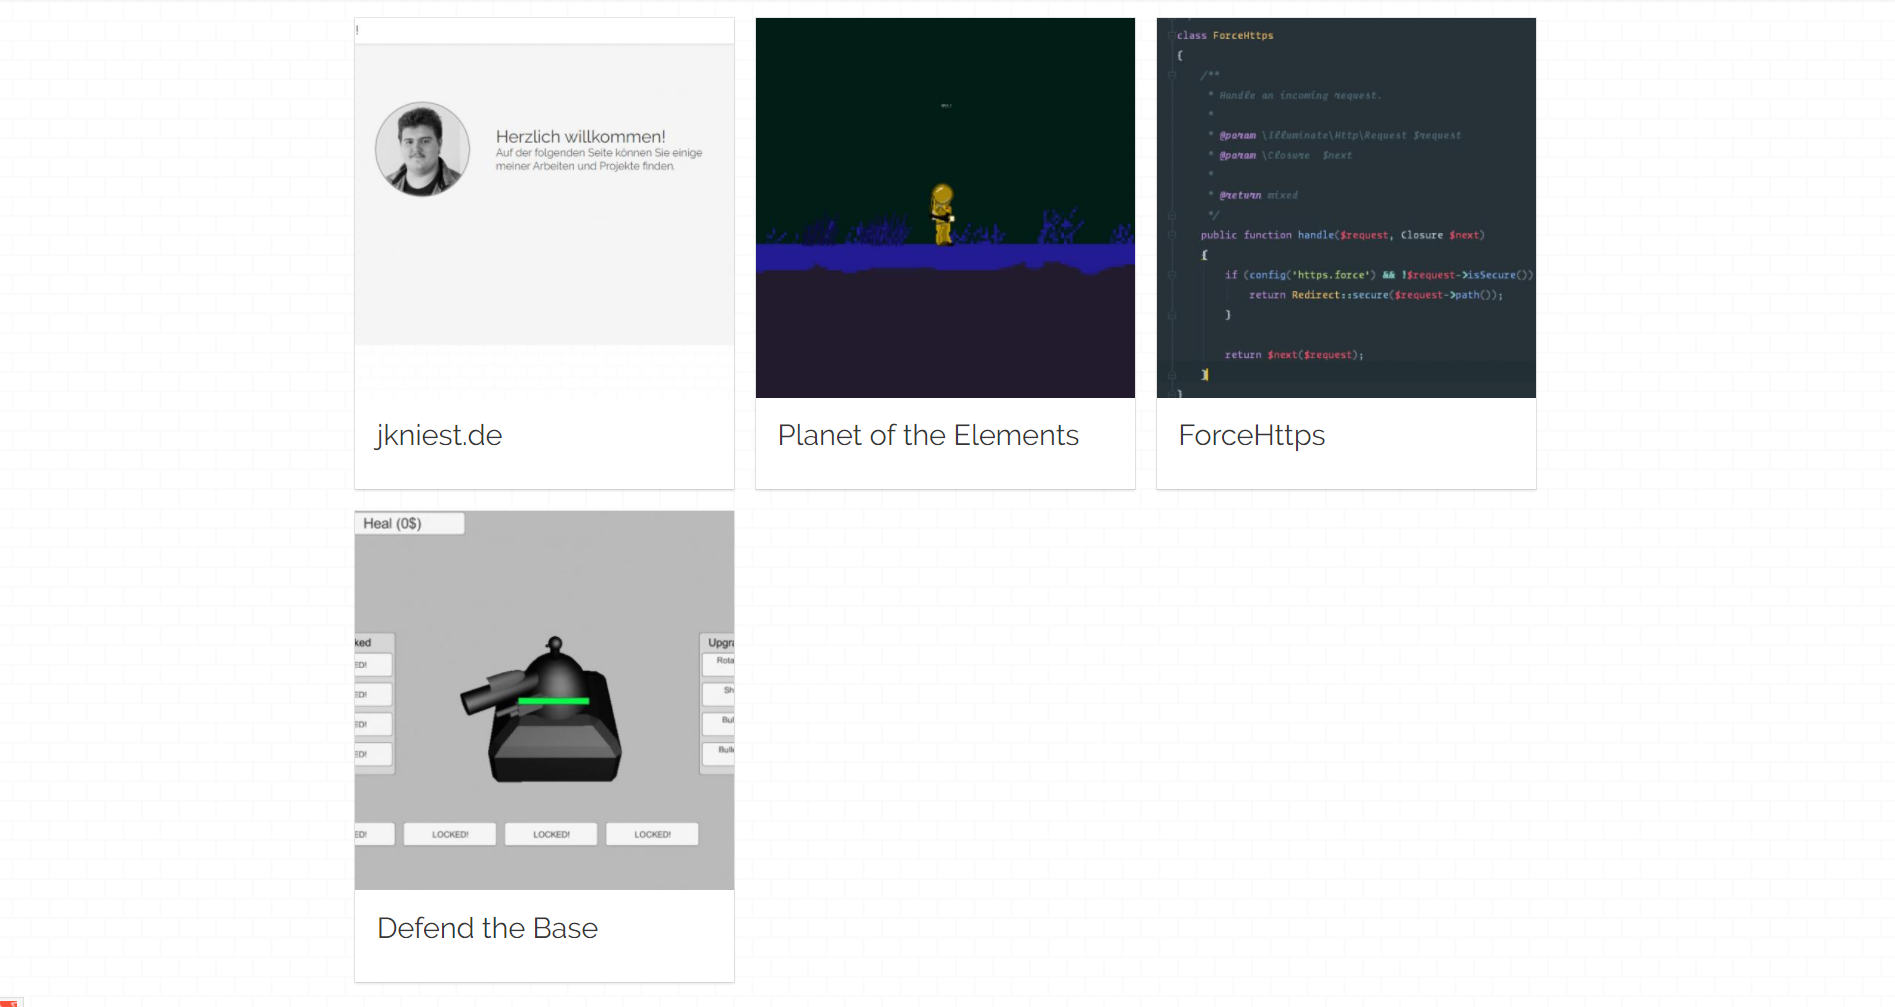 !
Herzlich willkommen!
Auf der folgenden Seite können Sie einige
meiner Arbeiten und Projekte finden.
jkniest.de
Planet of the Elements
class ForceHttps
{
/**
* Handle an incoming request.
*
* @param \Illuminate\Http\Request $request
* @param \Closure $next
*
* @return mixed
*/
public function handle($request, Closure $next)
{
if (config('https.force') && !$request->isSecure())
return Redirect::secure($request->path());
}
return $next($request);
}
}
ForceHttps
Heal (0$)
ked
ED!
ED!
ED!
ED!
Upgra
Rota
Sh
Bul
Bulle
ED!
LOCKED!
LOCKED!
LOCKED!
Defend the Base